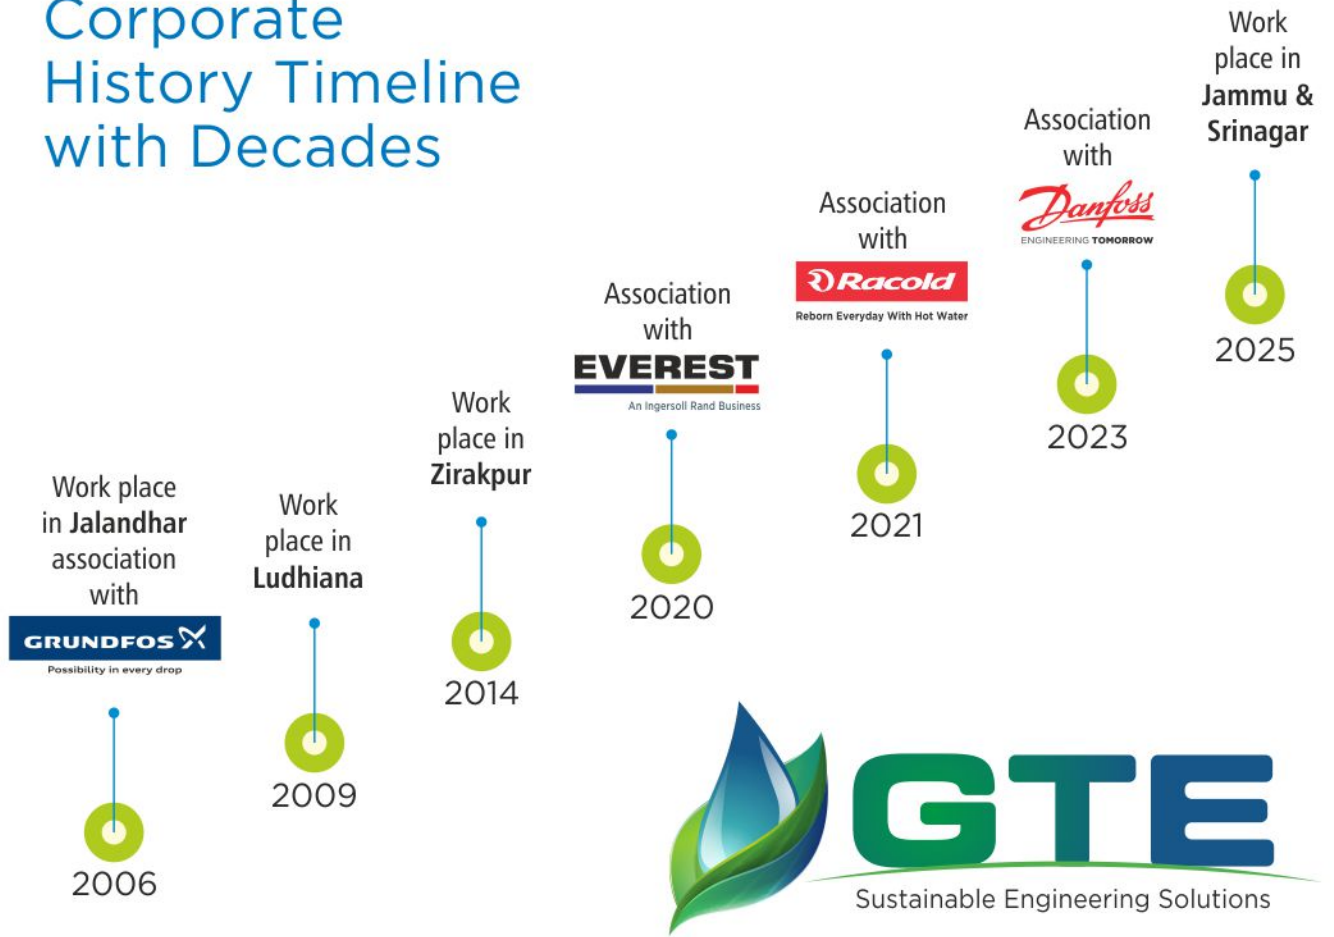 Corporate
History Timeline
with Decades
Work place
in Jalandhar
association
with
GRUNDFOS
Possibility in every drop
2006
Work
place in
Ludhiana
2009
Work
place in
Zirakpur
2014
Association
with
EVEREST
An Ingersoll Rand Business
2020
Association
with
Racold
Reborn Everyday With Hot Water
2021
Association
with
Danfoss
ENGINEERING TOMORROW
2023
Work
place in
Jammu &
Srinagar
2025
GTE
Sustainable Engineering Solutions